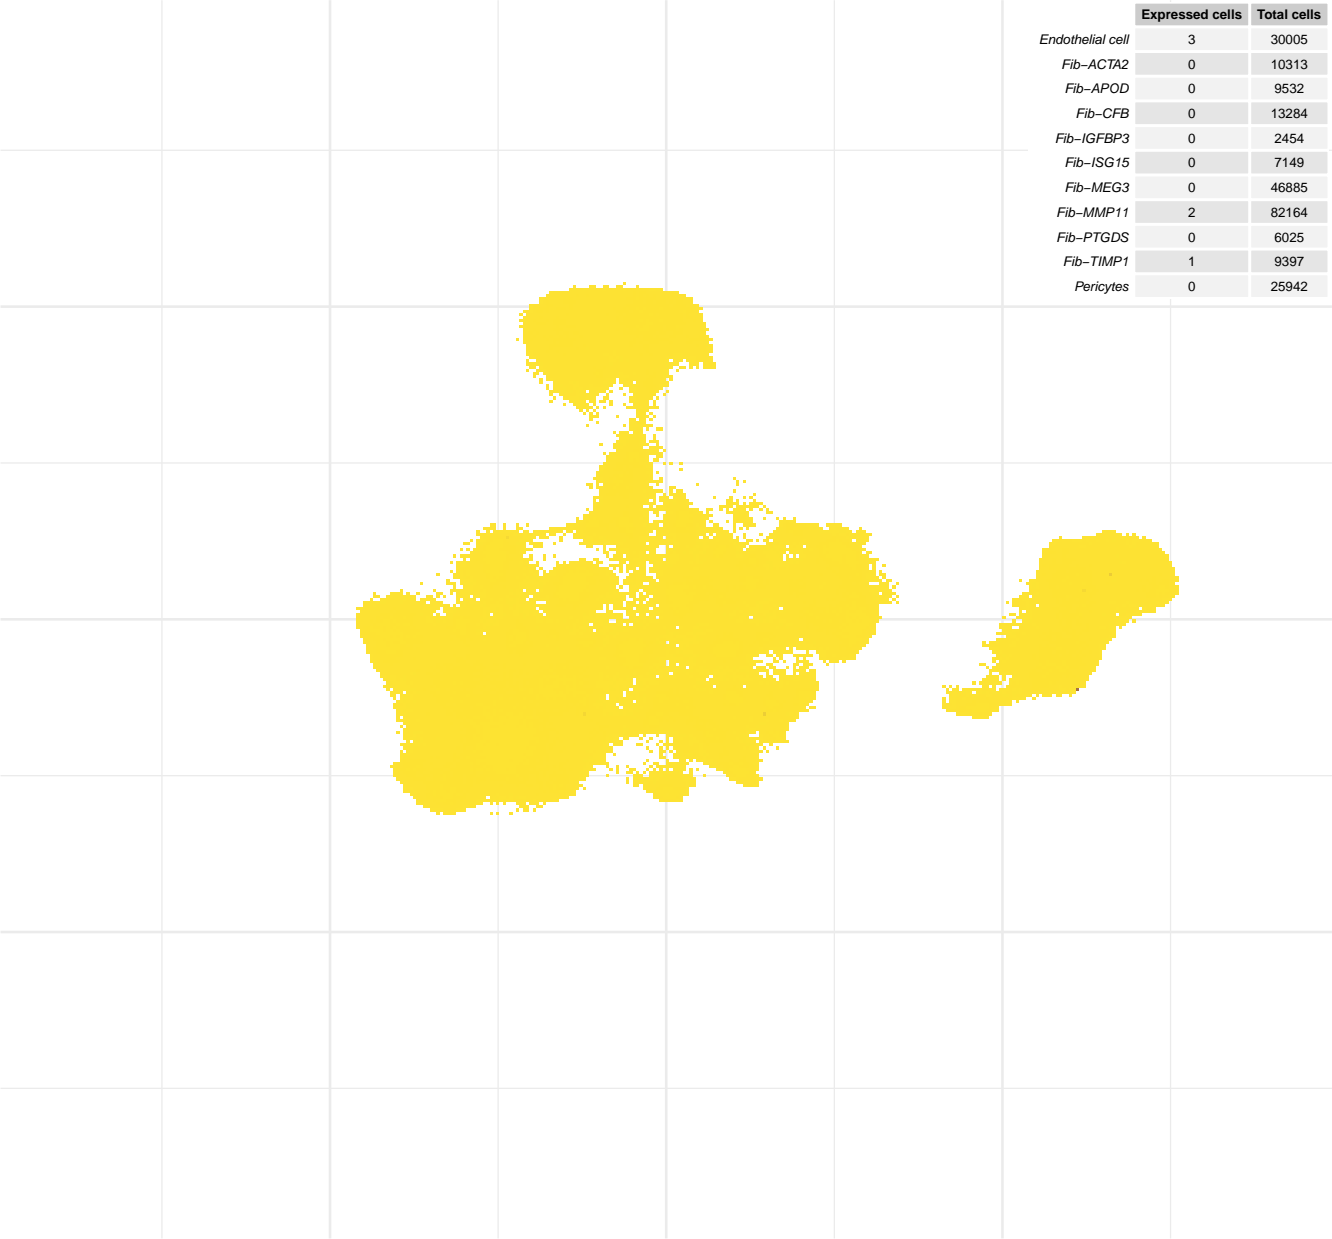 Expressed cells Total cells
Endothelial cell 3 30005
Fib−ACTA2 0 10313
Fib−APOD 0 9532
Fib−CFB 0 13284
Fib−IGFBP3 0 2454
Fib−ISG15 0 7149
Fib−MEG3 0 46885
Fib−MMP11 2 82164
Fib−PTGDS 0 6025
Fib−TIMP1 1 9397
Pericytes 0 25942